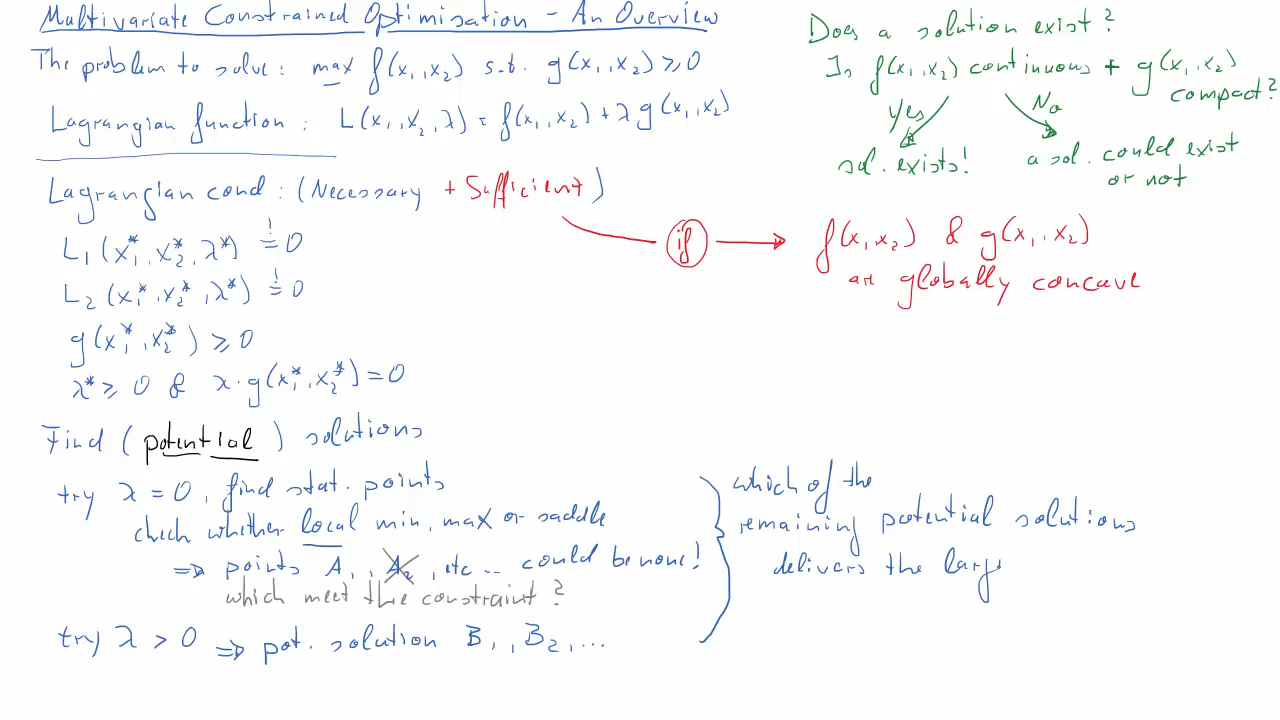 Multivariate Constrained Optimisation - An Overview
The problem to solve: max f(x₁,x₂) s.t. g(x₁,x₂) ≥ 0
Lagrangian function: L(x₁,x₂,λ) = f(x₁,x₂) + λ g(x₁,x₂)
Does a solution exist?
Is f(x₁,x₂) continuous + g(x₁,x₂)
compact?
Yes No
sol. exists! a sol. could exist
or not
Lagrangian cond: (Necessary + Sufficient)
if f(x₁,x₂) & g(x₁,x₂)
are globally concave
L₁(x₁*,x₂*,λ*) =! 0
L₂(x₁*,x₂*,λ*) =! 0
g(x₁*,x₂*) ≥ 0
λ* ≥ 0 & λ·g(x₁*,x₂*) = 0
Find (potential) solutions
try λ = 0, find stat. points
check whether local min, max or saddle
⇒ points A₁, A₂, etc... could be none!
which meet the constraint?
try λ > 0 ⇒ pot. solution B₁, B₂, ...
which of the
remaining potential solutions
delivers the larg